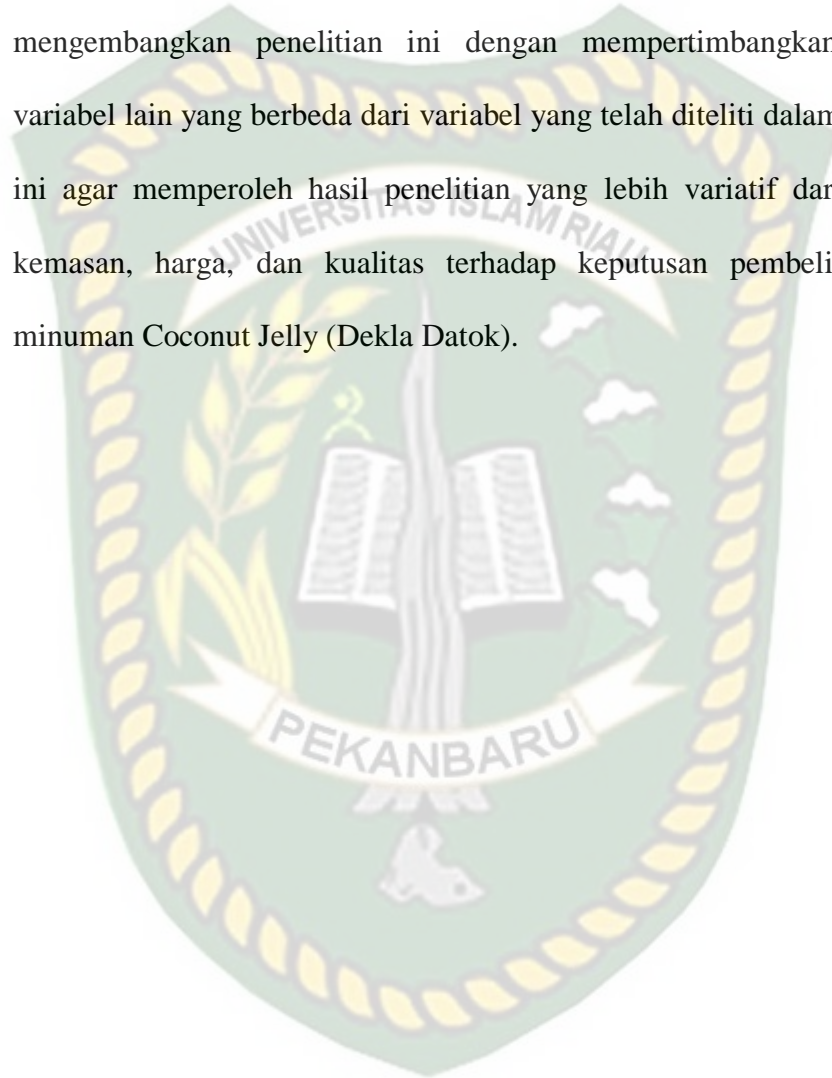 mengembangkan penelitian ini dengan mempertimbangkan
variabel lain yang berbeda dari variabel yang telah diteliti dalam
ini agar memperoleh hasil penelitian yang lebih variatif dari
UNIVERSITAS ISLAM RIAU
kemasan, harga, dan kualitas terhadap keputusan pembeli
minuman Coconut Jelly (Dekla Datok).
PEKANBARU